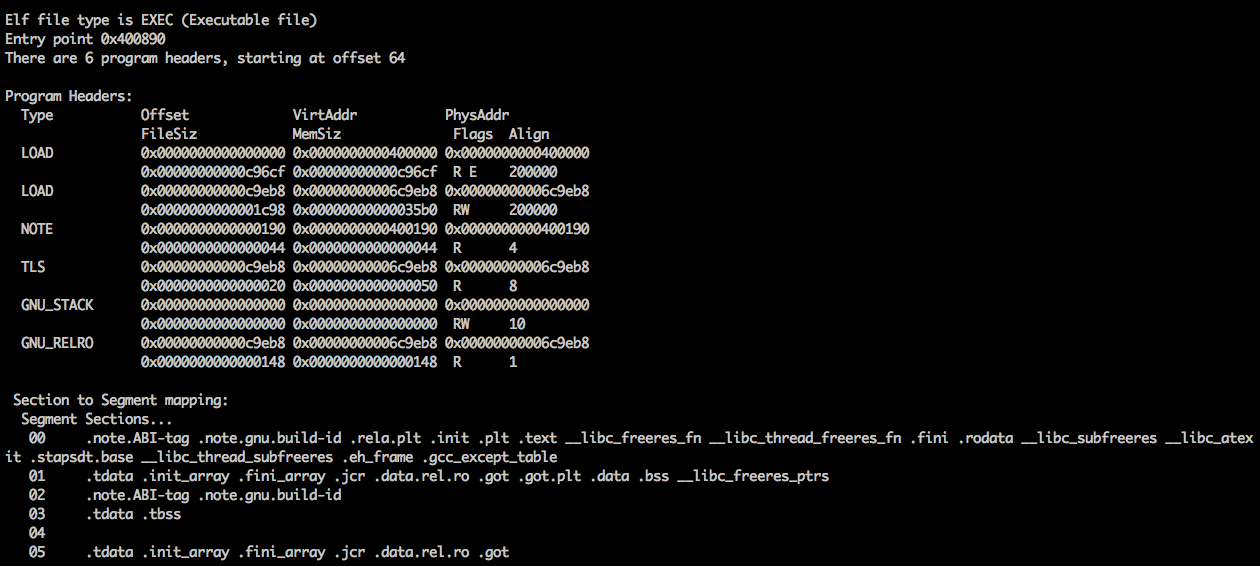 Elf file type is EXEC (Executable file)
Entry point 0x400890
There are 6 program headers, starting at offset 64
Program Headers:
  Type           Offset             VirtAddr           PhysAddr
                 FileSiz            MemSiz              Flags  Align
  LOAD           0x0000000000000000 0x0000000000400000 0x0000000000400000
                 0x00000000000c96cf 0x00000000000c96cf  R E    200000
  LOAD           0x00000000000c9eb8 0x00000000006c9eb8 0x00000000006c9eb8
                 0x0000000000001c98 0x00000000000035b0  RW     200000
  NOTE           0x0000000000000190 0x0000000000400190 0x0000000000400190
                 0x0000000000000044 0x0000000000000044  R      4
  TLS            0x00000000000c9eb8 0x00000000006c9eb8 0x00000000006c9eb8
                 0x0000000000000020 0x0000000000000050  R      8
  GNU_STACK      0x0000000000000000 0x0000000000000000 0x0000000000000000
                 0x0000000000000000 0x0000000000000000  RW     10
  GNU_RELRO      0x00000000000c9eb8 0x00000000006c9eb8 0x00000000006c9eb8
                 0x0000000000000148 0x0000000000000148  R      1
 Section to Segment mapping:
  Segment Sections...
   00     .note.ABI-tag .note.gnu.build-id .rela.plt .init .plt .text __libc_freeres_fn __libc_thread_freeres_fn .fini .rodata __libc_subfreeres __libc_atex
it .stapsdt.base __libc_thread_subfreeres .eh_frame .gcc_except_table
   01     .tdata .init_array .fini_array .jcr .data.rel.ro .got .got.plt .data .bss __libc_freeres_ptrs
   02     .note.ABI-tag .note.gnu.build-id
   03     .tdata .tbss
   04
   05     .tdata .init_array .fini_array .jcr .data.rel.ro .got